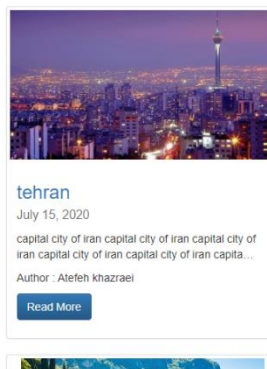 tehran
July 15, 2020
capital city of iran capital city of iran capital city of
iran capital city of iran capital city of iran capita...
Author : Atefeh khazraei
Read More